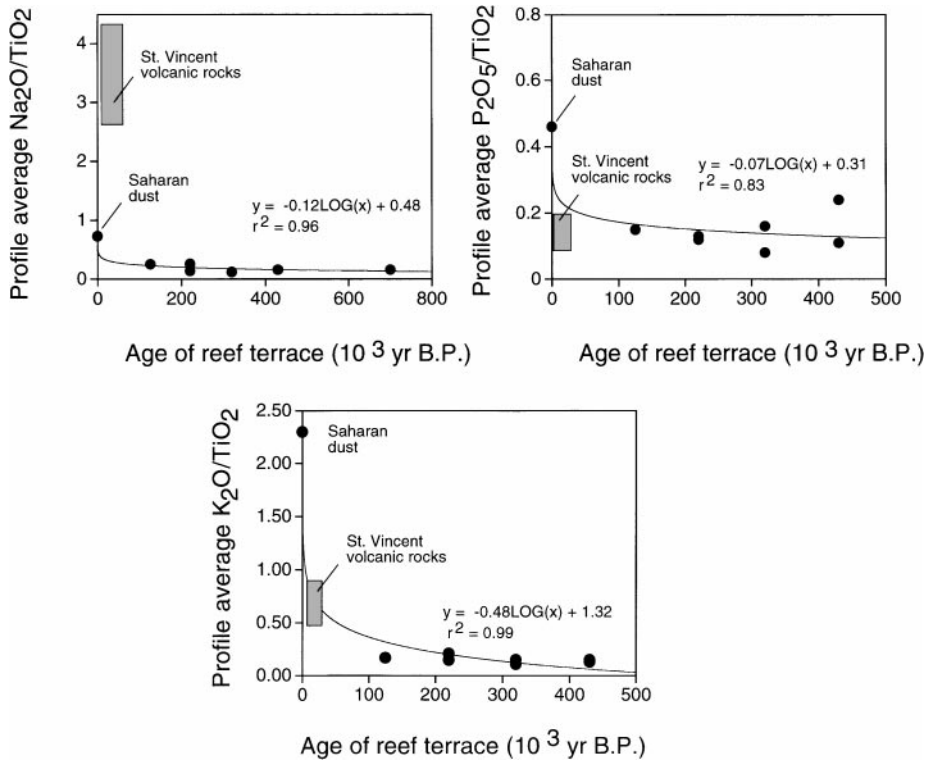 Profile average Na2O/TiO2
4
3
2
1
0
St. Vincent
volcanic rocks
Saharan
dust
y = -0.12LOG(x) + 0.48
r2 = 0.96
0 200 400 600 800
Age of reef terrace (10 3 yr B.P.)
Profile average P2O5/TiO2
0.8
0.6
0.4
0.2
0
Saharan
dust
St. Vincent
volcanic rocks
y = -0.07LOG(x) + 0.31
r2 = 0.83
0 100 200 300 400 500
Age of reef terrace (10 3 yr B.P.)
Profile average K2O/TiO2
2.50
2.00
1.50
1.00
0.50
0.00
Saharan
dust
St. Vincent
volcanic rocks
y = -0.48LOG(x) + 1.32
r2 = 0.99
0 100 200 300 400 500
Age of reef terrace (10 3 yr B.P.)